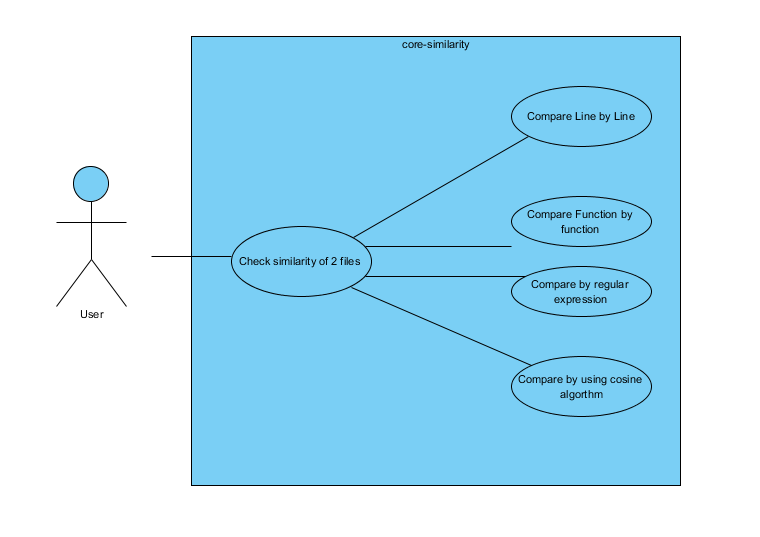 core-similarity
Compare Line by Line
Compare Function by
function
Check similarity of 2 files
Compare by regular
expression
User
Compare by using cosine
algorthm